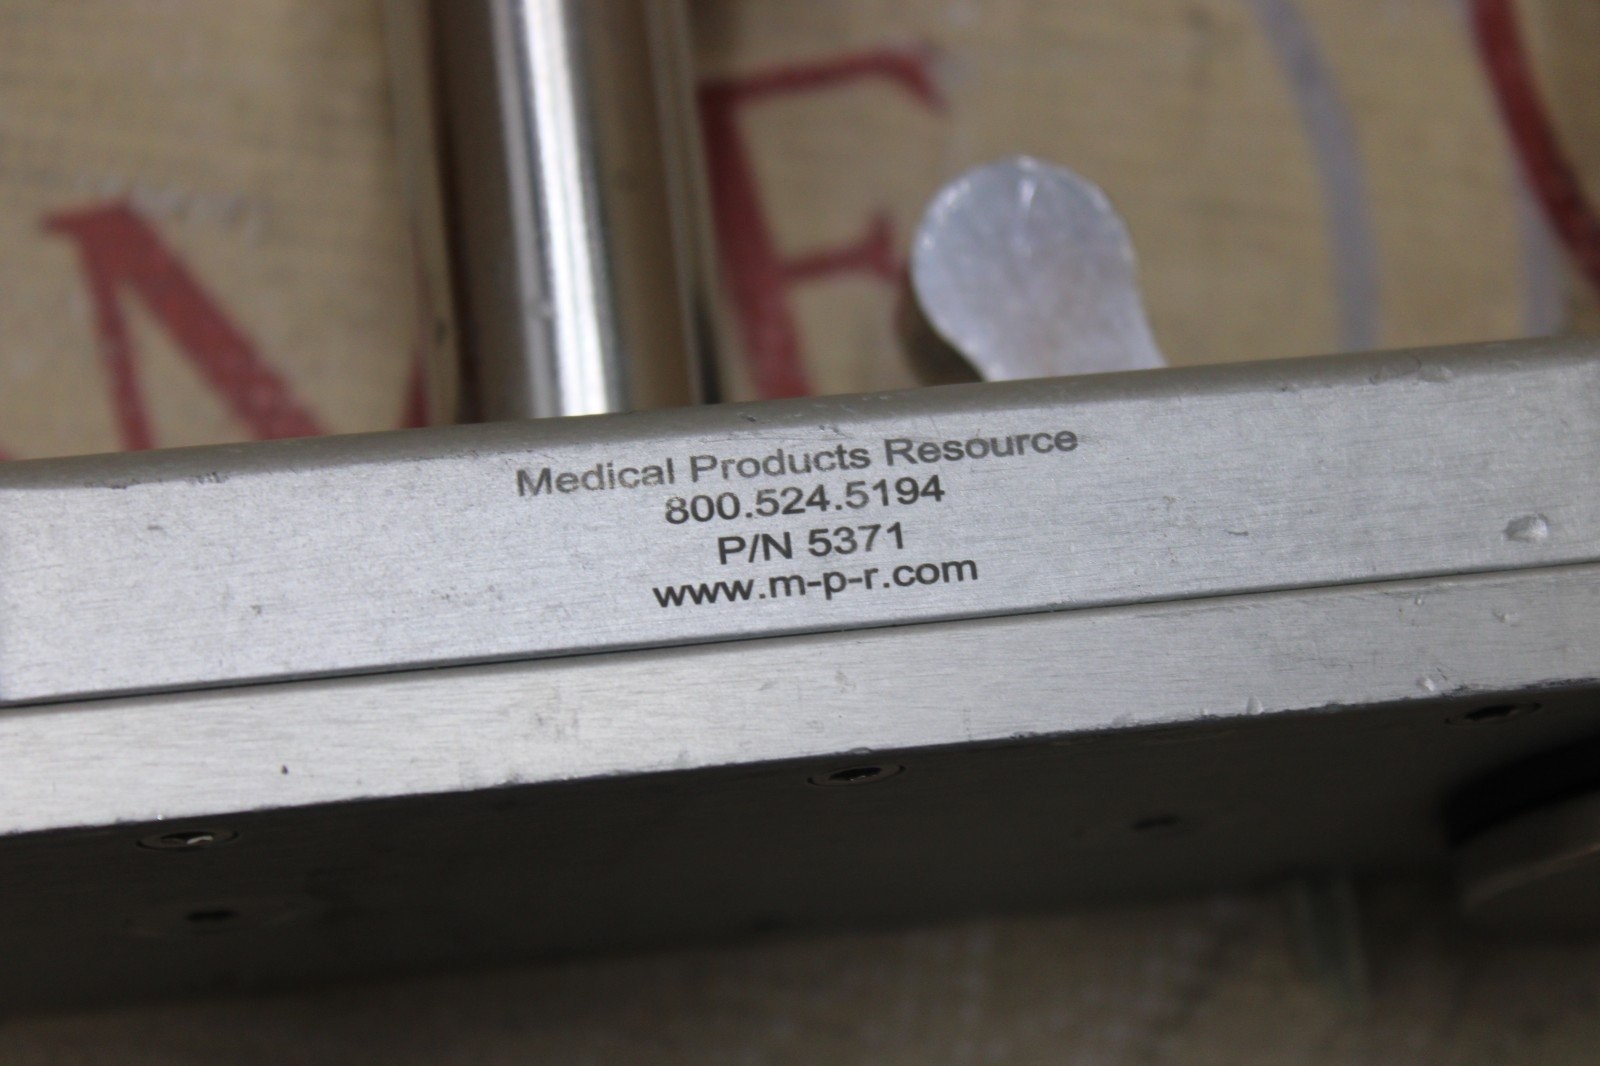 Medical Products Resource
800.524.5194
P/N 5371
www.m-p-r.com